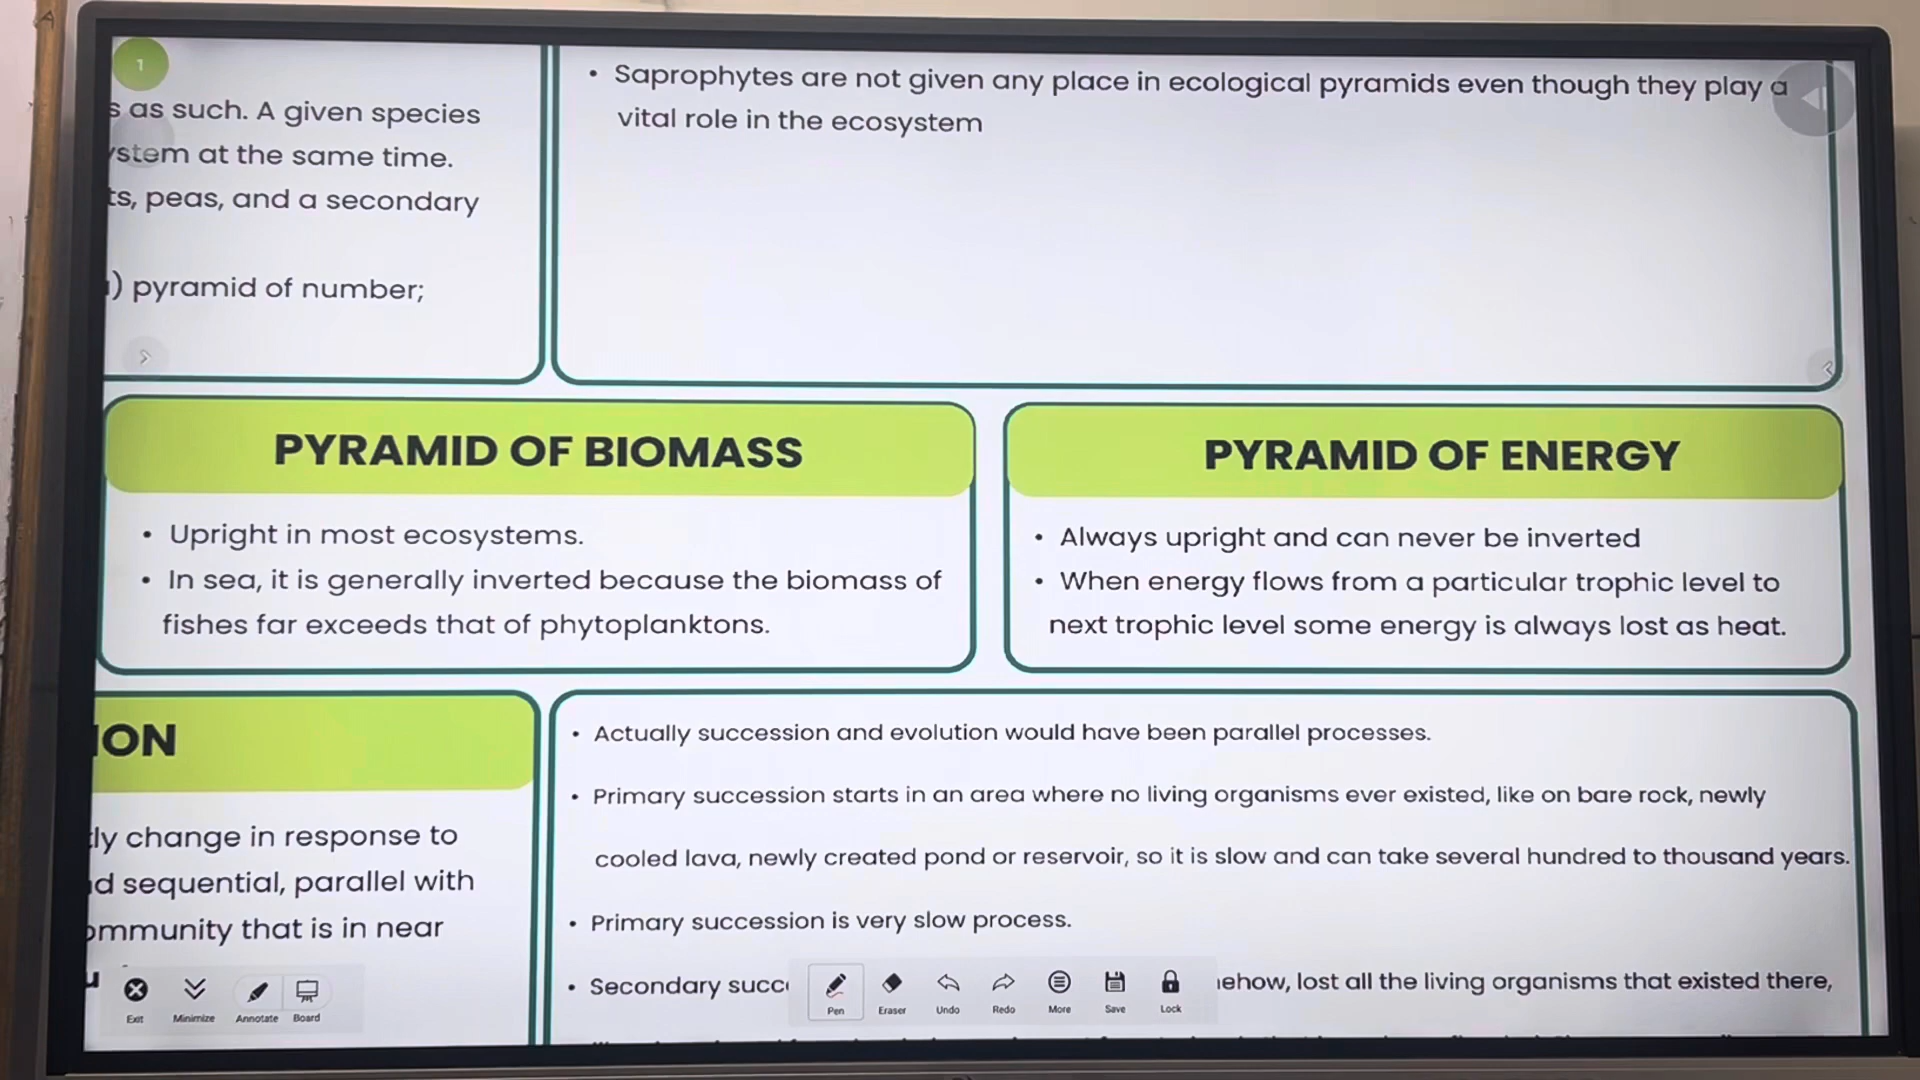 1
s as such. A given species
ystem at the same time.
ts, peas, and a secondary
) pyramid of number;
• Saprophytes are not given any place in ecological pyramids even though they play a
vital role in the ecosystem
PYRAMID OF BIOMASS
• Upright in most ecosystems.
• In sea, it is generally inverted because the biomass of
fishes far exceeds that of phytoplanktons.
PYRAMID OF ENERGY
• Always upright and can never be inverted
• When energy flows from a particular trophic level to
next trophic level some energy is always lost as heat.
ION
ly change in response to
d sequential, parallel with
ommunity that is in near
• Actually succession and evolution would have been parallel processes.
• Primary succession starts in an area where no living organisms ever existed, like on bare rock, newly
cooled lava, newly created pond or reservoir, so it is slow and can take several hundred to thousand years.
• Primary succession is very slow process.
• Secondary succ ehow, lost all the living organisms that existed there,
Exit Minimize Annotate Board
Pen Eraser Undo Redo More Save Lock